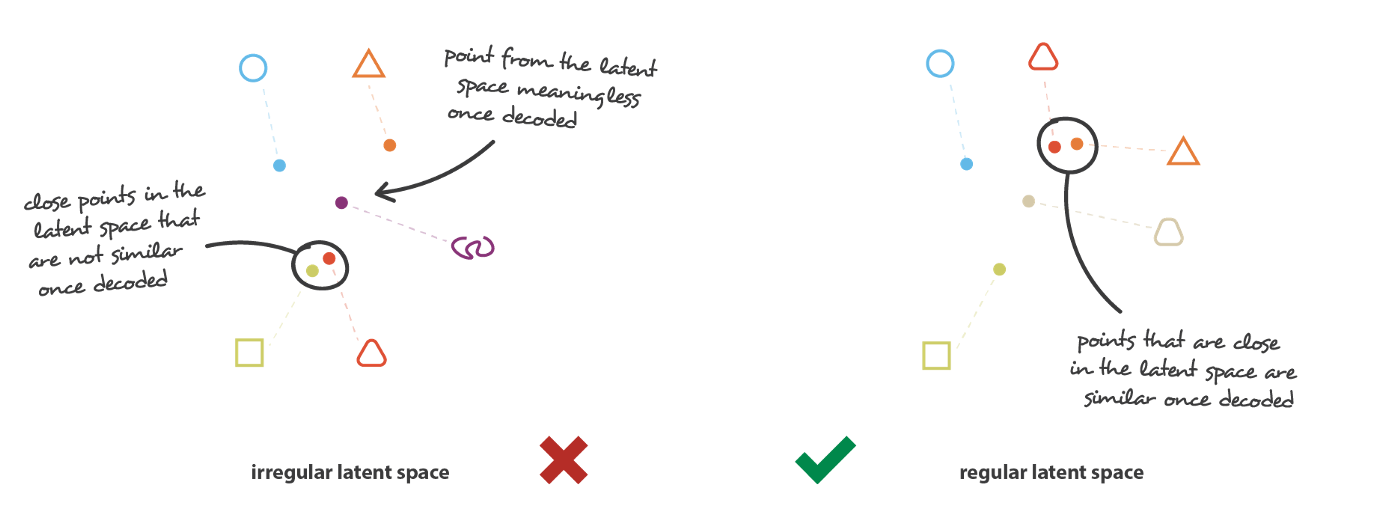 point from the latent
space meaningless
once decoded
close points in the
latent space that
are not similar
once decoded
irregular latent space
points that are close
in the latent space are
similar once decoded
regular latent space